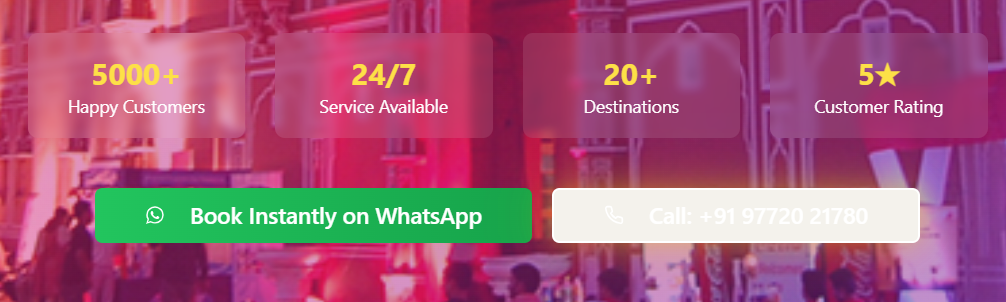 5000+
Happy Customers
24/7
Service Available
20+
Destinations
5★
Customer Rating
Book Instantly on WhatsApp
Call: +91 97720 21780